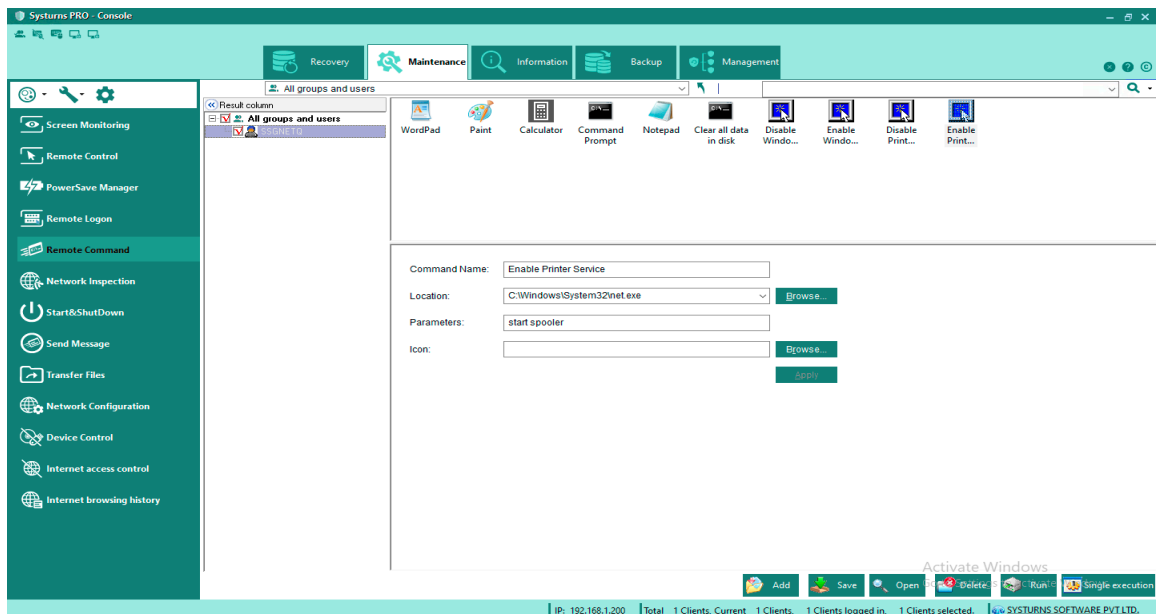 Systurns PRO - Console
Recovery
Maintenance
Information
Backup
Management
All groups and users
Result column
All groups and users
SSGNETQ
Screen Monitoring
Remote Control
PowerSave Manager
Remote Logon
Remote Command
Network Inspection
Start&ShutDown
Send Message
Transfer Files
Network Configuration
Device Control
Internet access control
Internet browsing history
WordPad
Paint
Calculator
Command Prompt
Notepad
Clear all data in disk
Disable Windo...
Enable Windo...
Disable Print...
Enable Print...
Command Name: Enable Printer Service
Location: C:\Windows\System32\net.exe Browse...
Parameters: start spooler
Icon: Browse...
Apply
Activate Windows
Add
Save
Open
Delete
Run
Single execution
IP: 192.168.1.200 Total 1 Clients, Current 1 Clients, 1 Clients logged in, 1 Clients selected. SYSTURNS SOFTWARE PVT LTD.